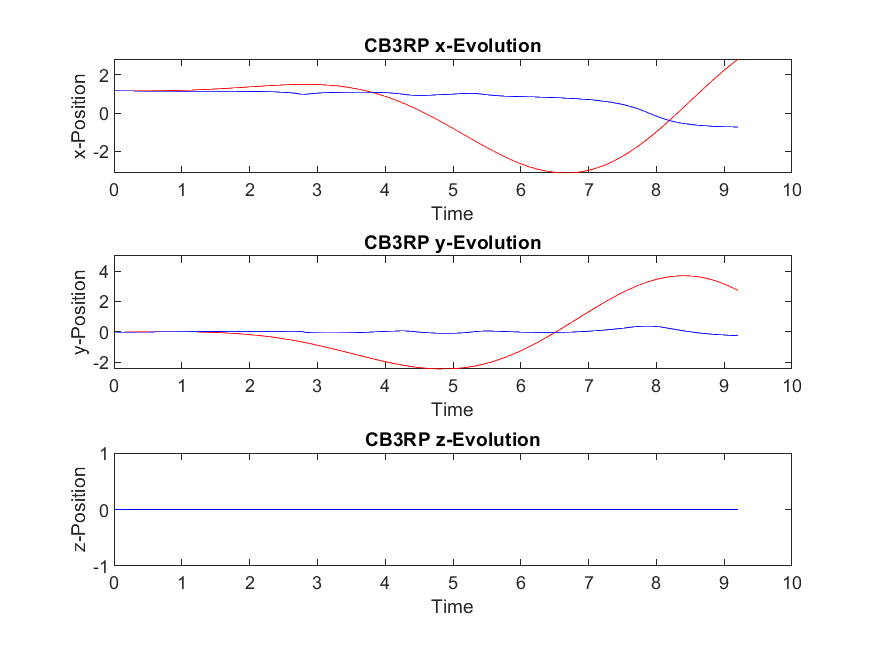 CB3RP x-Evolution
x-Position
2
0
-2
0 1 2 3 4 5 6 7 8 9 10
Time
CB3RP y-Evolution
y-Position
4
2
0
-2
0 1 2 3 4 5 6 7 8 9 10
Time
CB3RP z-Evolution
z-Position
1
0
-1
0 1 2 3 4 5 6 7 8 9 10
Time